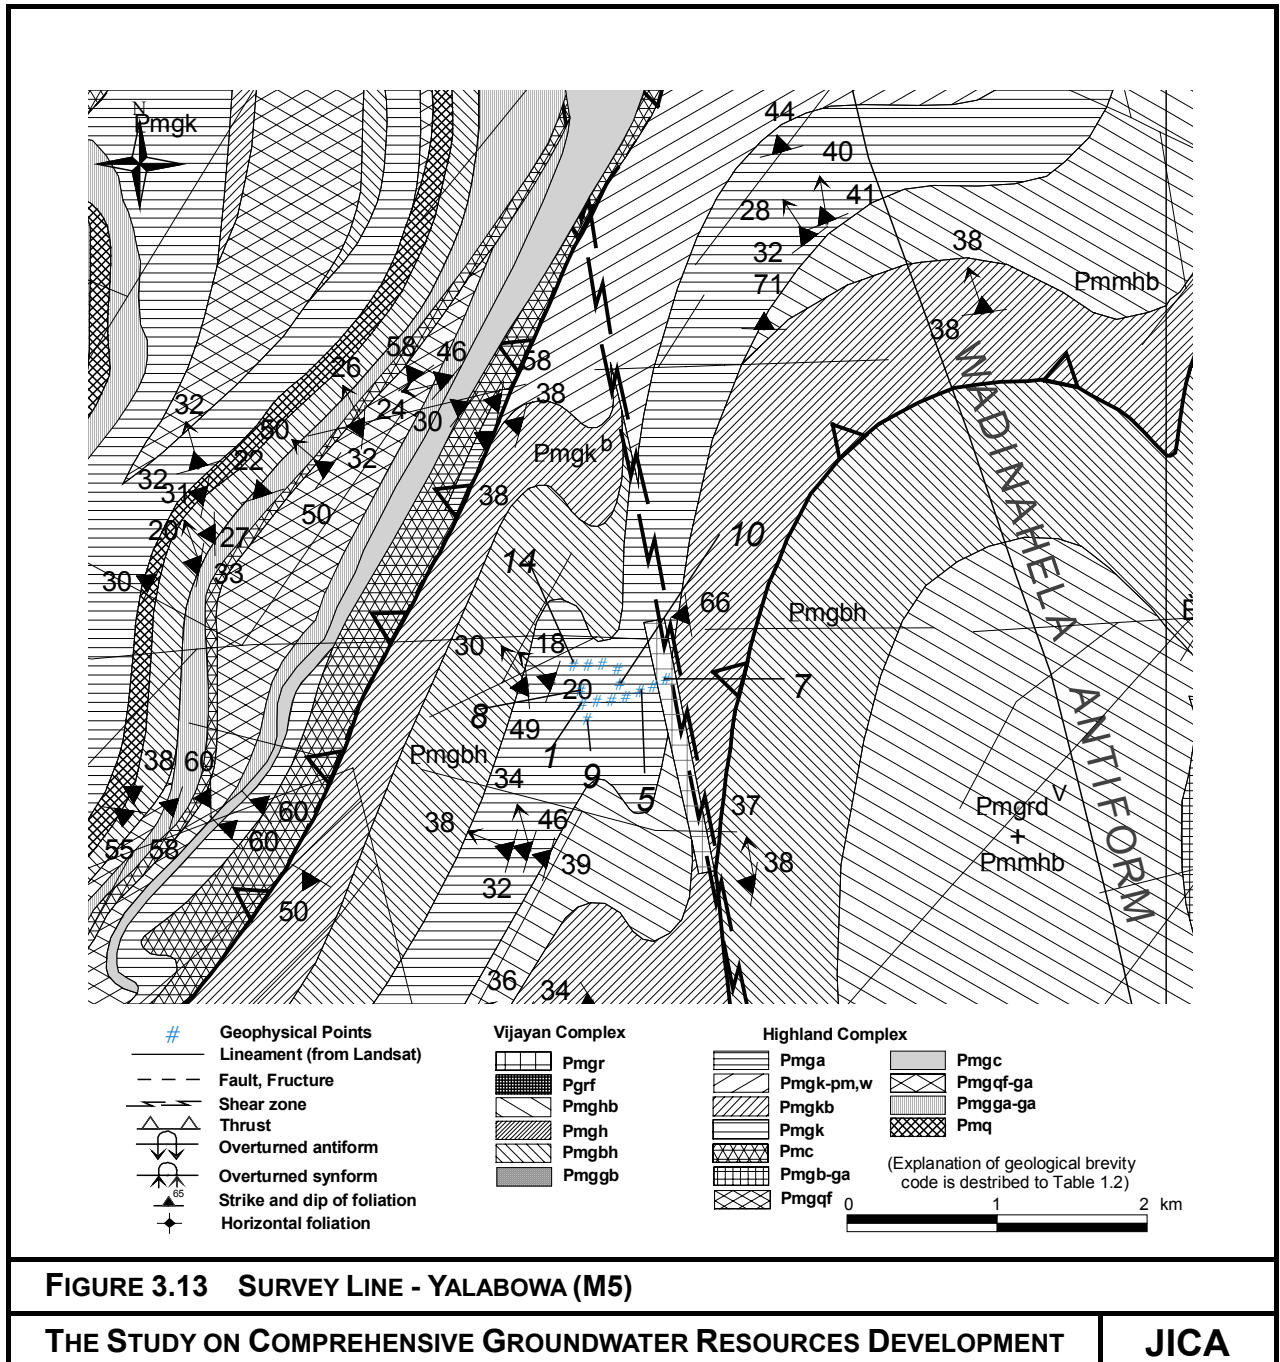 N
Pmgk
44
40
41
28
32
71
38
Pmmhb
38
58
46
26
58
38
24
30
32
50
22
32
Pmgk b
32
31
38
50
20
27
10
14
30
33
66
Pmgbh
30
18
20
7
8
49
1
9
5
Pmgbh
34
38
60
37
Pmgrd V
+
Pmmhb
60
38
46
60
55
58
39
38
32
50
36
34
WADINAHELA ANTIFORM
# Geophysical Points
Lineament (from Landsat)
Fault, Fructure
Shear zone
Thrust
Overturned antiform
Overturned synform
65
Strike and dip of foliation
Horizontal foliation
Vijayan Complex
Pmgr
Pgrf
Pmghb
Pmgh
Pmgbh
Pmggb
Highland Complex
Pmga
Pmgk-pm,w
Pmgkb
Pmgk
Pmc
Pmgb-ga
Pmgqf
Pmgc
Pmgqf-ga
Pmgga-ga
Pmq
(Explanation of geological brevity
code is destribed to Table 1.2)
0 1 2 km
FIGURE 3.13 SURVEY LINE - YALABOWA (M5)
THE STUDY ON COMPREHENSIVE GROUNDWATER RESOURCES DEVELOPMENT
JICA